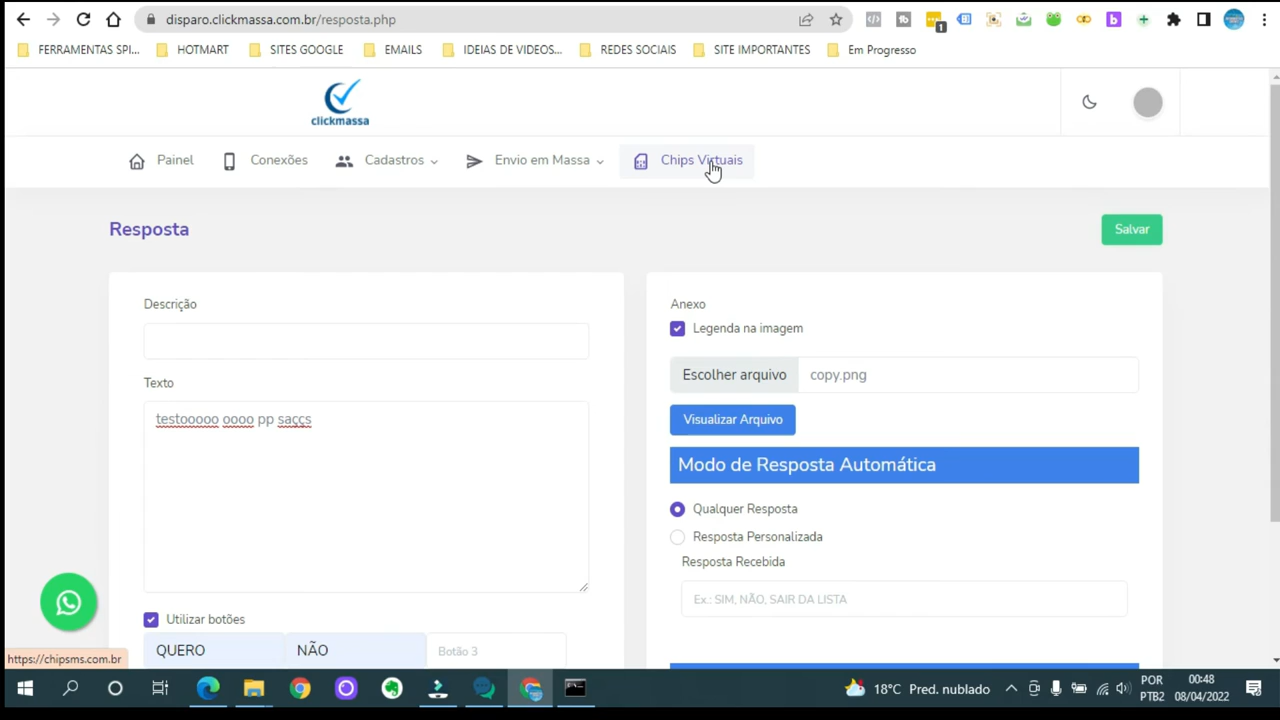 disparo.clickmassa.com.br/resposta.php
1
FERRAMENTAS SPI...
HOTMART
SITES GOOGLE
EMAILS
IDEIAS DE VIDEOS...
REDES SOCIAIS
SITE IMPORTANTES
Em Progresso
clickmassa
Painel
Conexões
Cadastros
Envio em Massa
Chips Virtuais
Resposta
Salvar
Descrição
Texto
testooooo oooo pp saççs
Utilizar botões
QUERO
NÃO
Botão 3
Anexo
Legenda na imagem
Escolher arquivo
copy.png
Visualizar Arquivo
Modo de Resposta Automática
Qualquer Resposta
Resposta Personalizada
Resposta Recebida
Ex.: SIM, NÃO, SAIR DA LISTA
https://chipsms.com.br
18°C Pred. nublado
POR
PTB2
00:48
08/04/2022